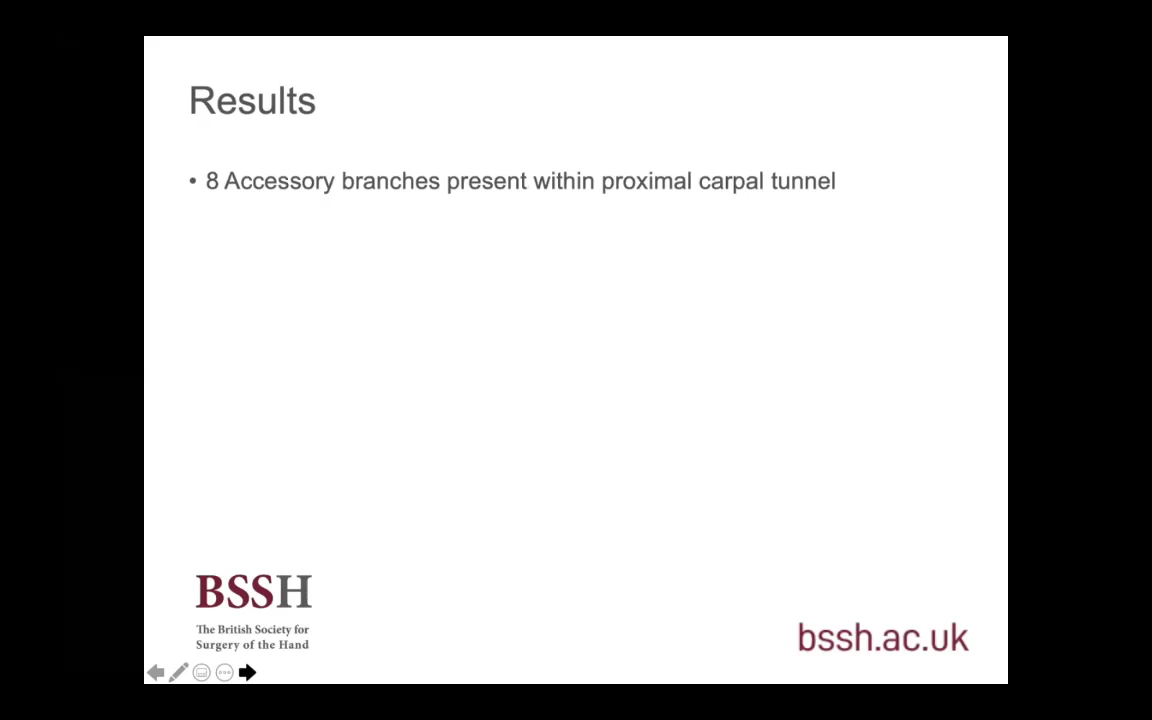 Results
• 8 Accessory branches present within proximal carpal tunnel
BSSH
The British Society for
Surgery of the Hand
bssh.ac.uk